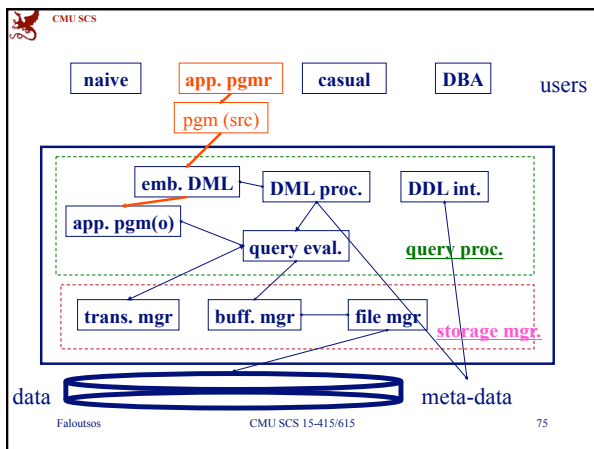 CMU SCS
naive
app. pgmr
casual
DBA
users
pgm (src)
emb. DML
DML proc.
DDL int.
app. pgm(o)
query eval.
query proc.
trans. mgr
buff. mgr
file mgr
storage mgr.
data
meta-data
Faloutsos
CMU SCS 15-415/615
75